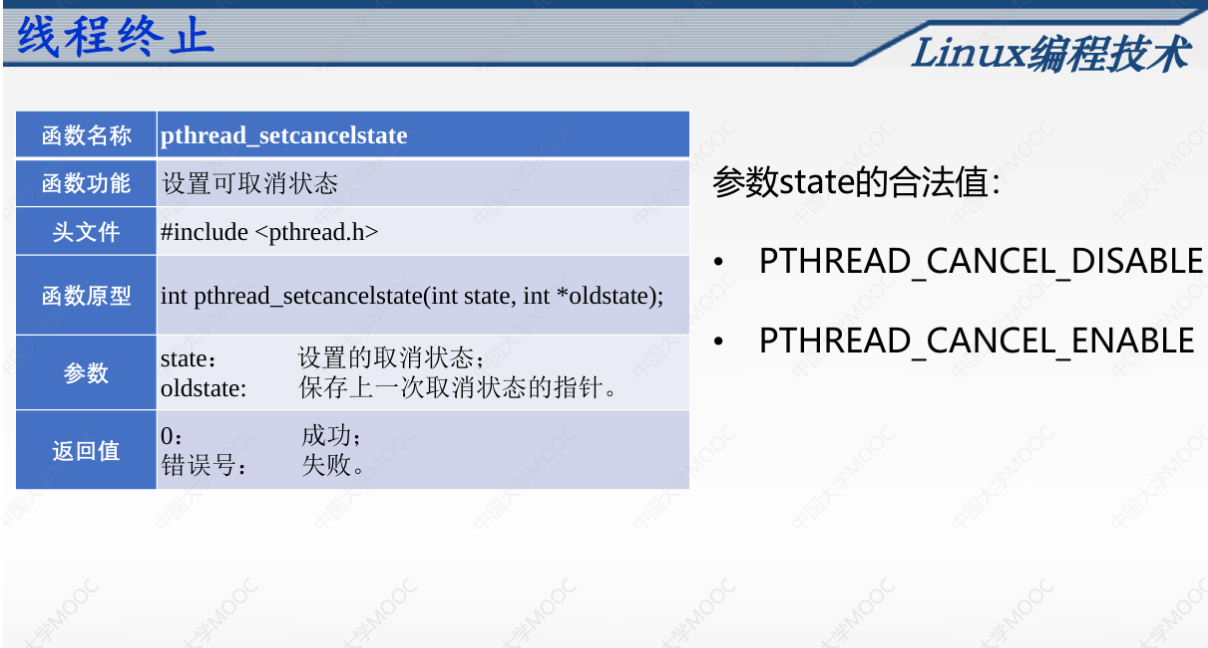 线程终止
Linux编程技术
函数名称 pthread_setcancelstate
函数功能 设置可取消状态
头文件 #include <pthread.h>
函数原型 int pthread_setcancelstate(int state, int *oldstate);
参数 state： 设置的取消状态；
oldstate: 保存上一次取消状态的指针。
返回值 0： 成功；
错误号： 失败。
参数state的合法值：
• PTHREAD_CANCEL_DISABLE
• PTHREAD_CANCEL_ENABLE
中国大学MOOC